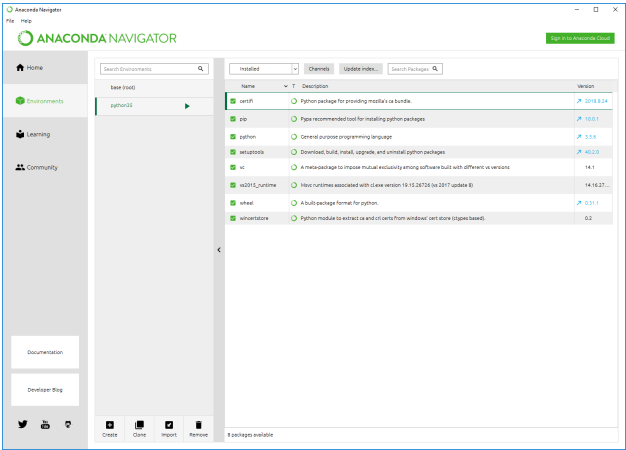 Anaconda Navigator
File Help
ANACONDA NAVIGATOR
Sign in to Anaconda Cloud
Home
Environments
Learning
Community
Documentation
Developer Blog
Search Environments
base (root)
python35
Create Clone Import Remove
Installed Channels Update index... Search Packages
Name T Description Version
certifi Python package for providing mozilla's ca bundle. 2018.8.24
pip Pypa recommended tool for installing python packages 10.0.1
python General purpose programming language 3.5.6
setuptools Download, build, install, upgrade, and uninstall python packages 40.2.0
vc A meta-package to impose mutual exclusivity among software built with different vs versions 14.1
vs2015_runtime Msvc runtimes associated with cl.exe version 19.15.26726 (vs 2017 update 8) 14.16.27...
wheel A built-package format for python. 0.31.1
wincertstore Python module to extract ca and crl certs from windows' cert store (ctypes based). 0.2
8 packages available